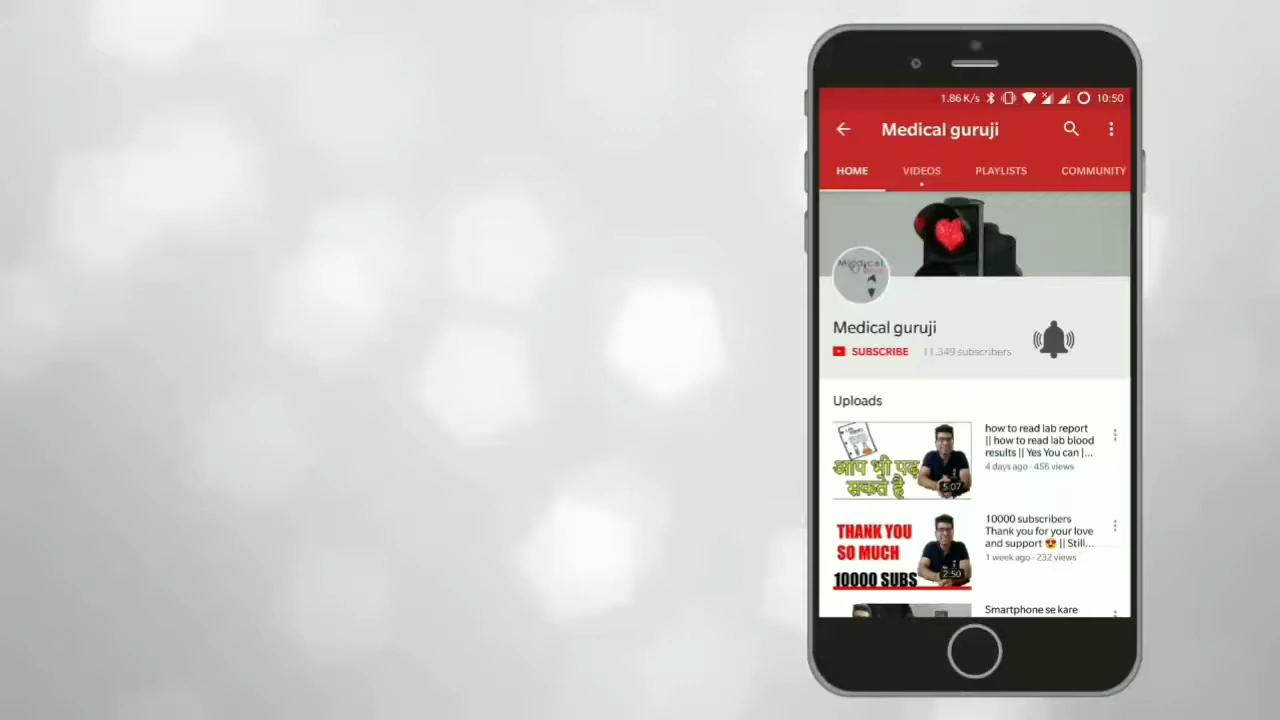 1.86 K/s 10:50
Medical guruji
HOME VIDEOS PLAYLISTS COMMUNITY
Medical
Medical guruji
SUBSCRIBE 11,349 subscribers
Uploads
how to read lab report
|| how to read lab blood
results || Yes You can |...
4 days ago · 456 views
आप भी पढ़
सकते है
5:07
10000 subscribers
Thank you for your love
and support 😍 || Still...
1 week ago · 232 views
THANK YOU
SO MUCH
10000 SUBS
2:50
Smartphone se kare